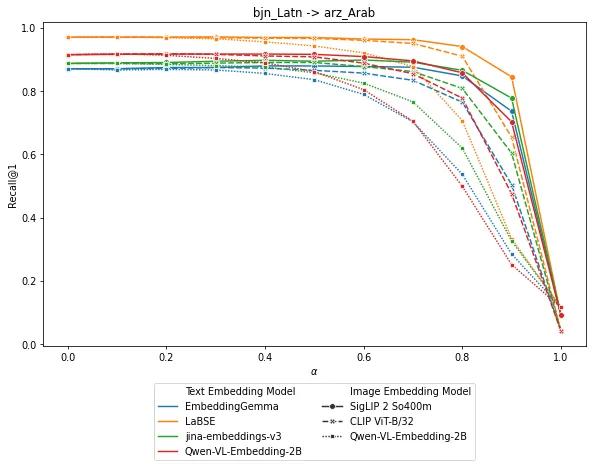 bjn_Latn -> arz_Arab
Recall@1
1.0
0.8
0.6
0.4
0.2
0.0
0.0 0.2 0.4 0.6 0.8 1.0
α
Text Embedding Model
EmbeddingGemma
LaBSE
jina-embeddings-v3
Qwen-VL-Embedding-2B
Image Embedding Model
SigLIP 2 So400m
CLIP ViT-B/32
Qwen-VL-Embedding-2B